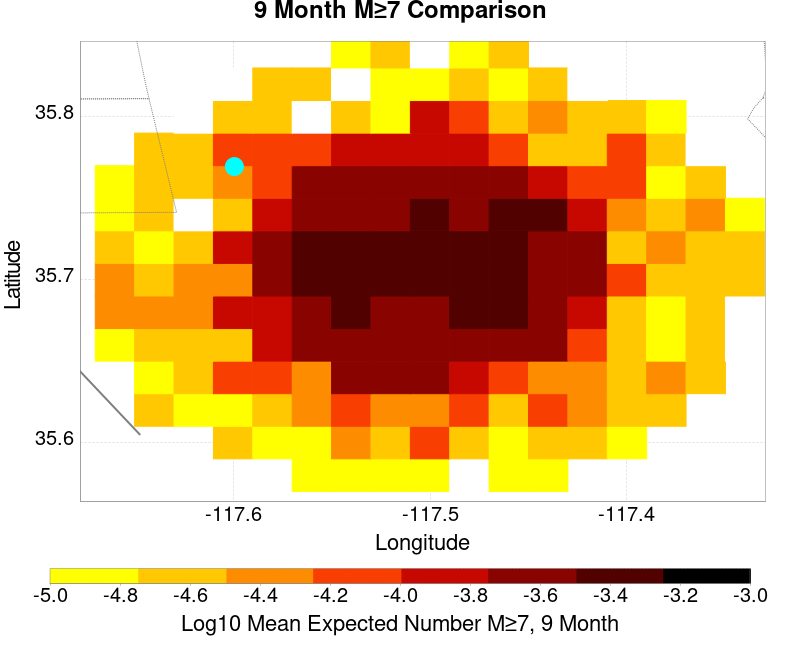 9 Month M≥7 Comparison
35.8
35.7
35.6
Latitude
-117.6 -117.5 -117.4
Longitude
-5.0 -4.8 -4.6 -4.4 -4.2 -4.0 -3.8 -3.6 -3.4 -3.2 -3.0
Log10 Mean Expected Number M≥7, 9 Month